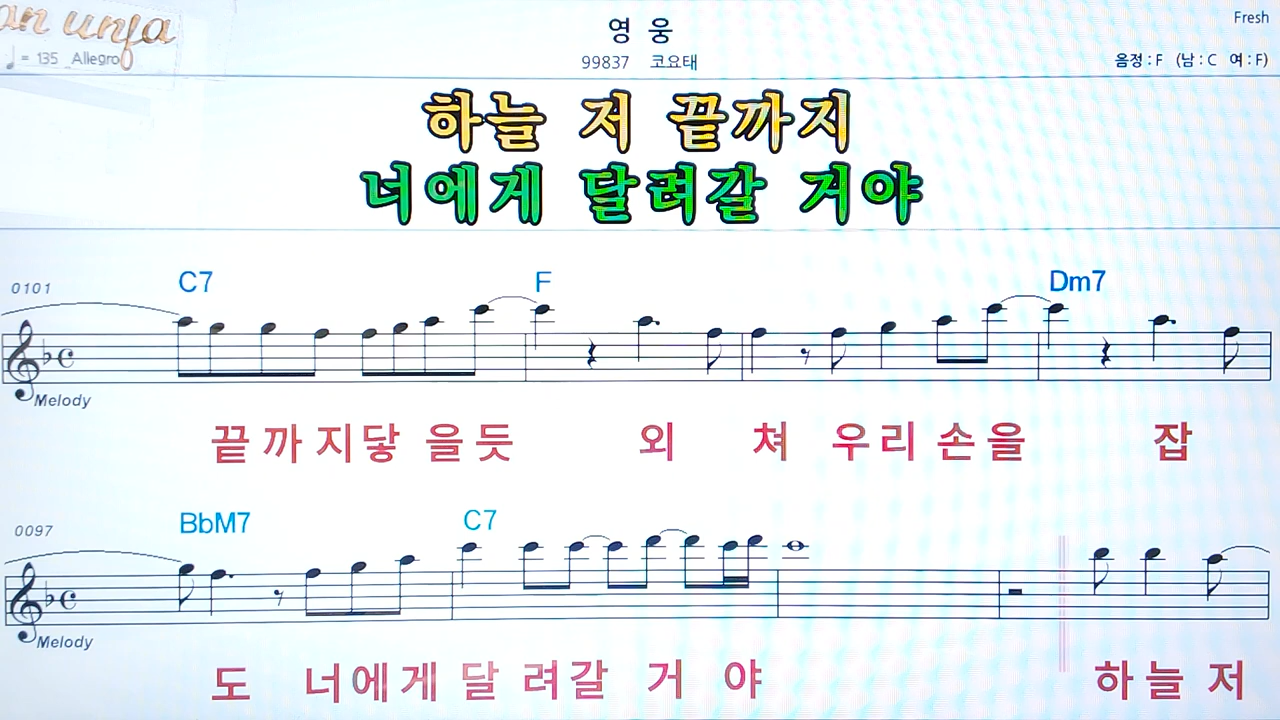 an unja
Fresh
영 웅
♩ = 135 Allegro
99837 코요태
음정 : F (남 : C 여 : F)
하늘 저 끝까지
너에게 달려갈 거야
0101
C7 F Dm7
Melody
끝 까 지 닿 을 듯 외 쳐 우 리 손 을 잡
0097
BbM7 C7
Melody
도 너 에 게 달 려 갈 거 야 하 늘 저